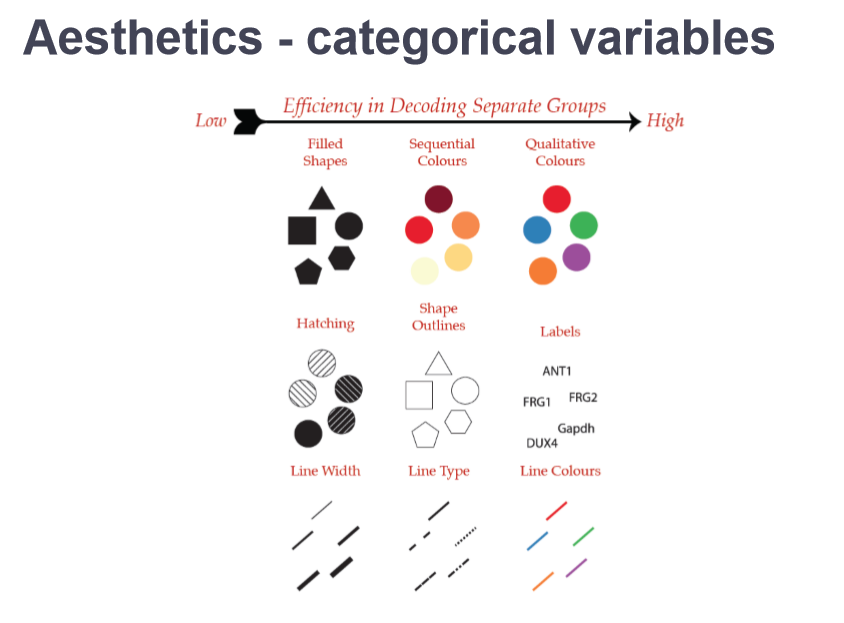 Aesthetics - categorical variables
Efficiency in Decoding Separate Groups
Low
High
Filled
Shapes
Sequential
Colours
Qualitative
Colours
Hatching
Shape
Outlines
Labels
ANT1
FRG1
FRG2
Gapdh
DUX4
Line Width
Line Type
Line Colours